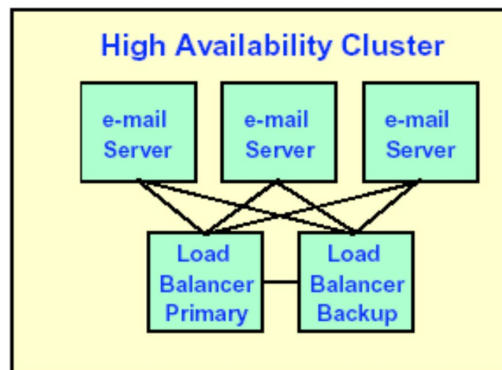 High Availability Cluster
e-mail
Server
e-mail
Server
e-mail
Server
Load
Balancer
Primary
Load
Balancer
Backup